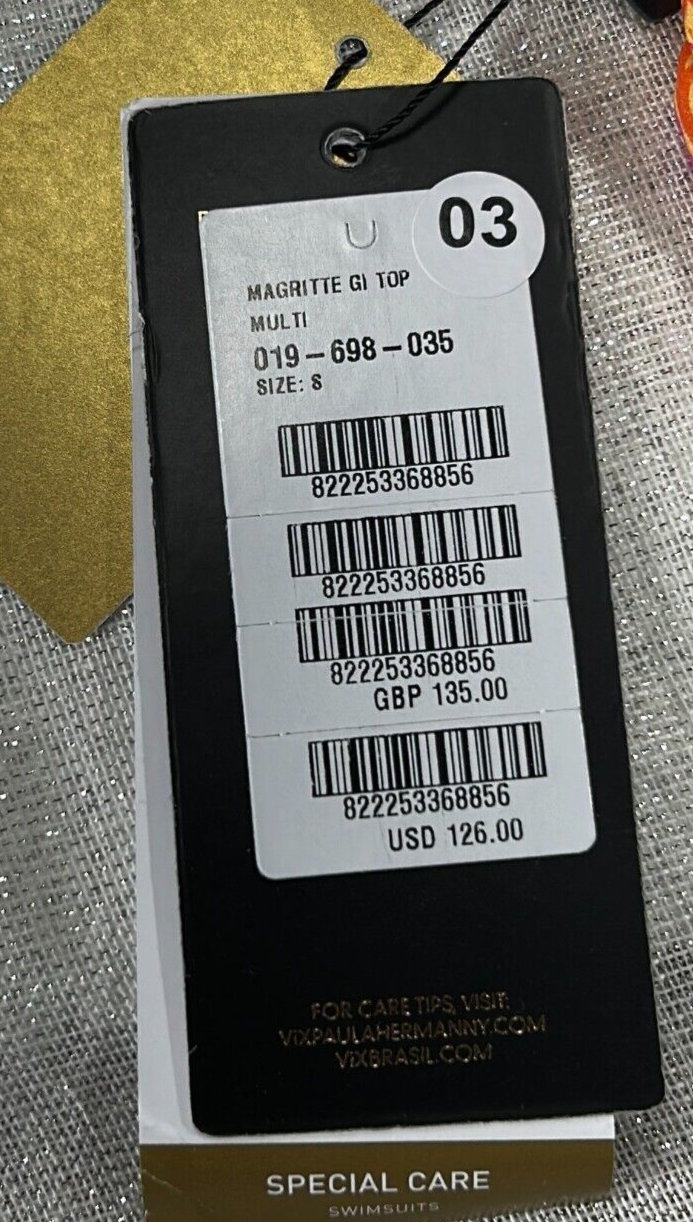 03
MAGRITTE GI TOP
MULTI
019-698-035
SIZE: S
822253368856
822253368856
822253368856
GBP 135.00
822253368856
USD 126.00
FOR CARE TIPS, VISIT:
ViXPAULAHERMANNY.COM
ViXBRASIL.COM
SPECIAL CARE
SWIMSUITS